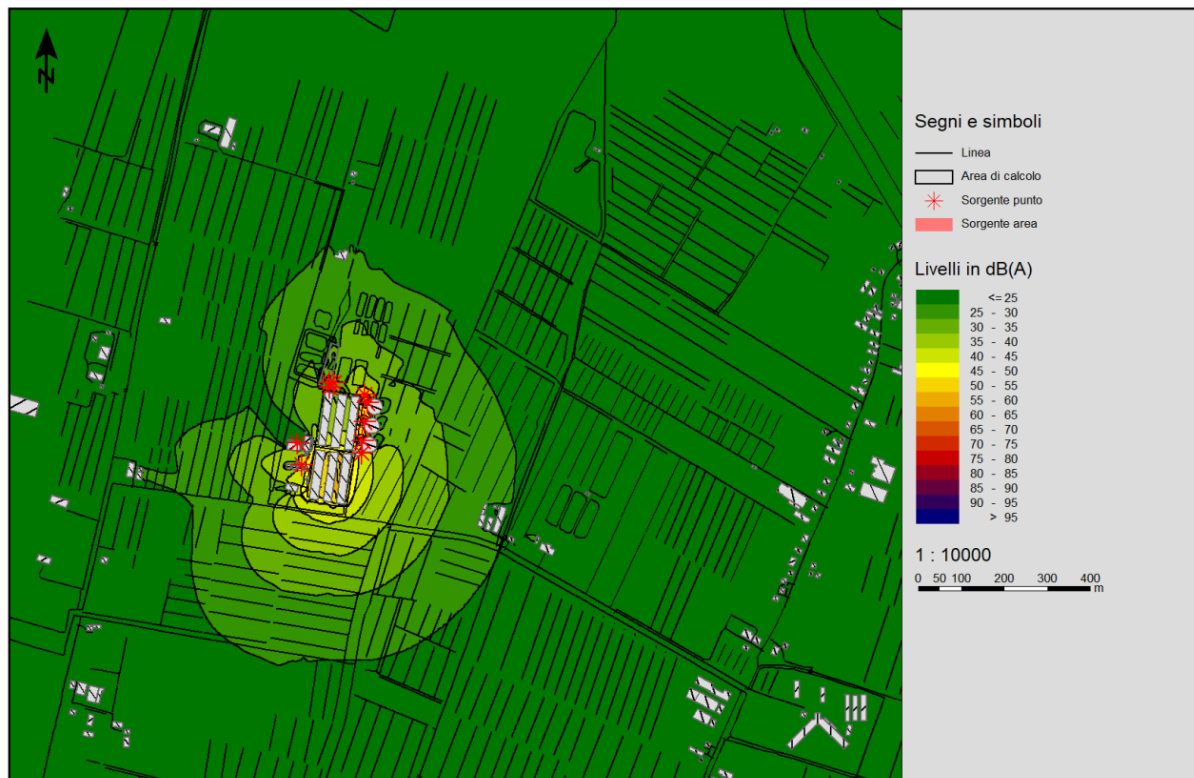 N
Segni e simboli
Linea
Area di calcolo
Sorgente punto
Sorgente area
Livelli in dB(A)
<= 25
25 - 30
30 - 35
35 - 40
40 - 45
45 - 50
50 - 55
55 - 60
60 - 65
65 - 70
70 - 75
75 - 80
80 - 85
85 - 90
90 - 95
> 95
1 : 10000
0 50 100 200 300 400
m